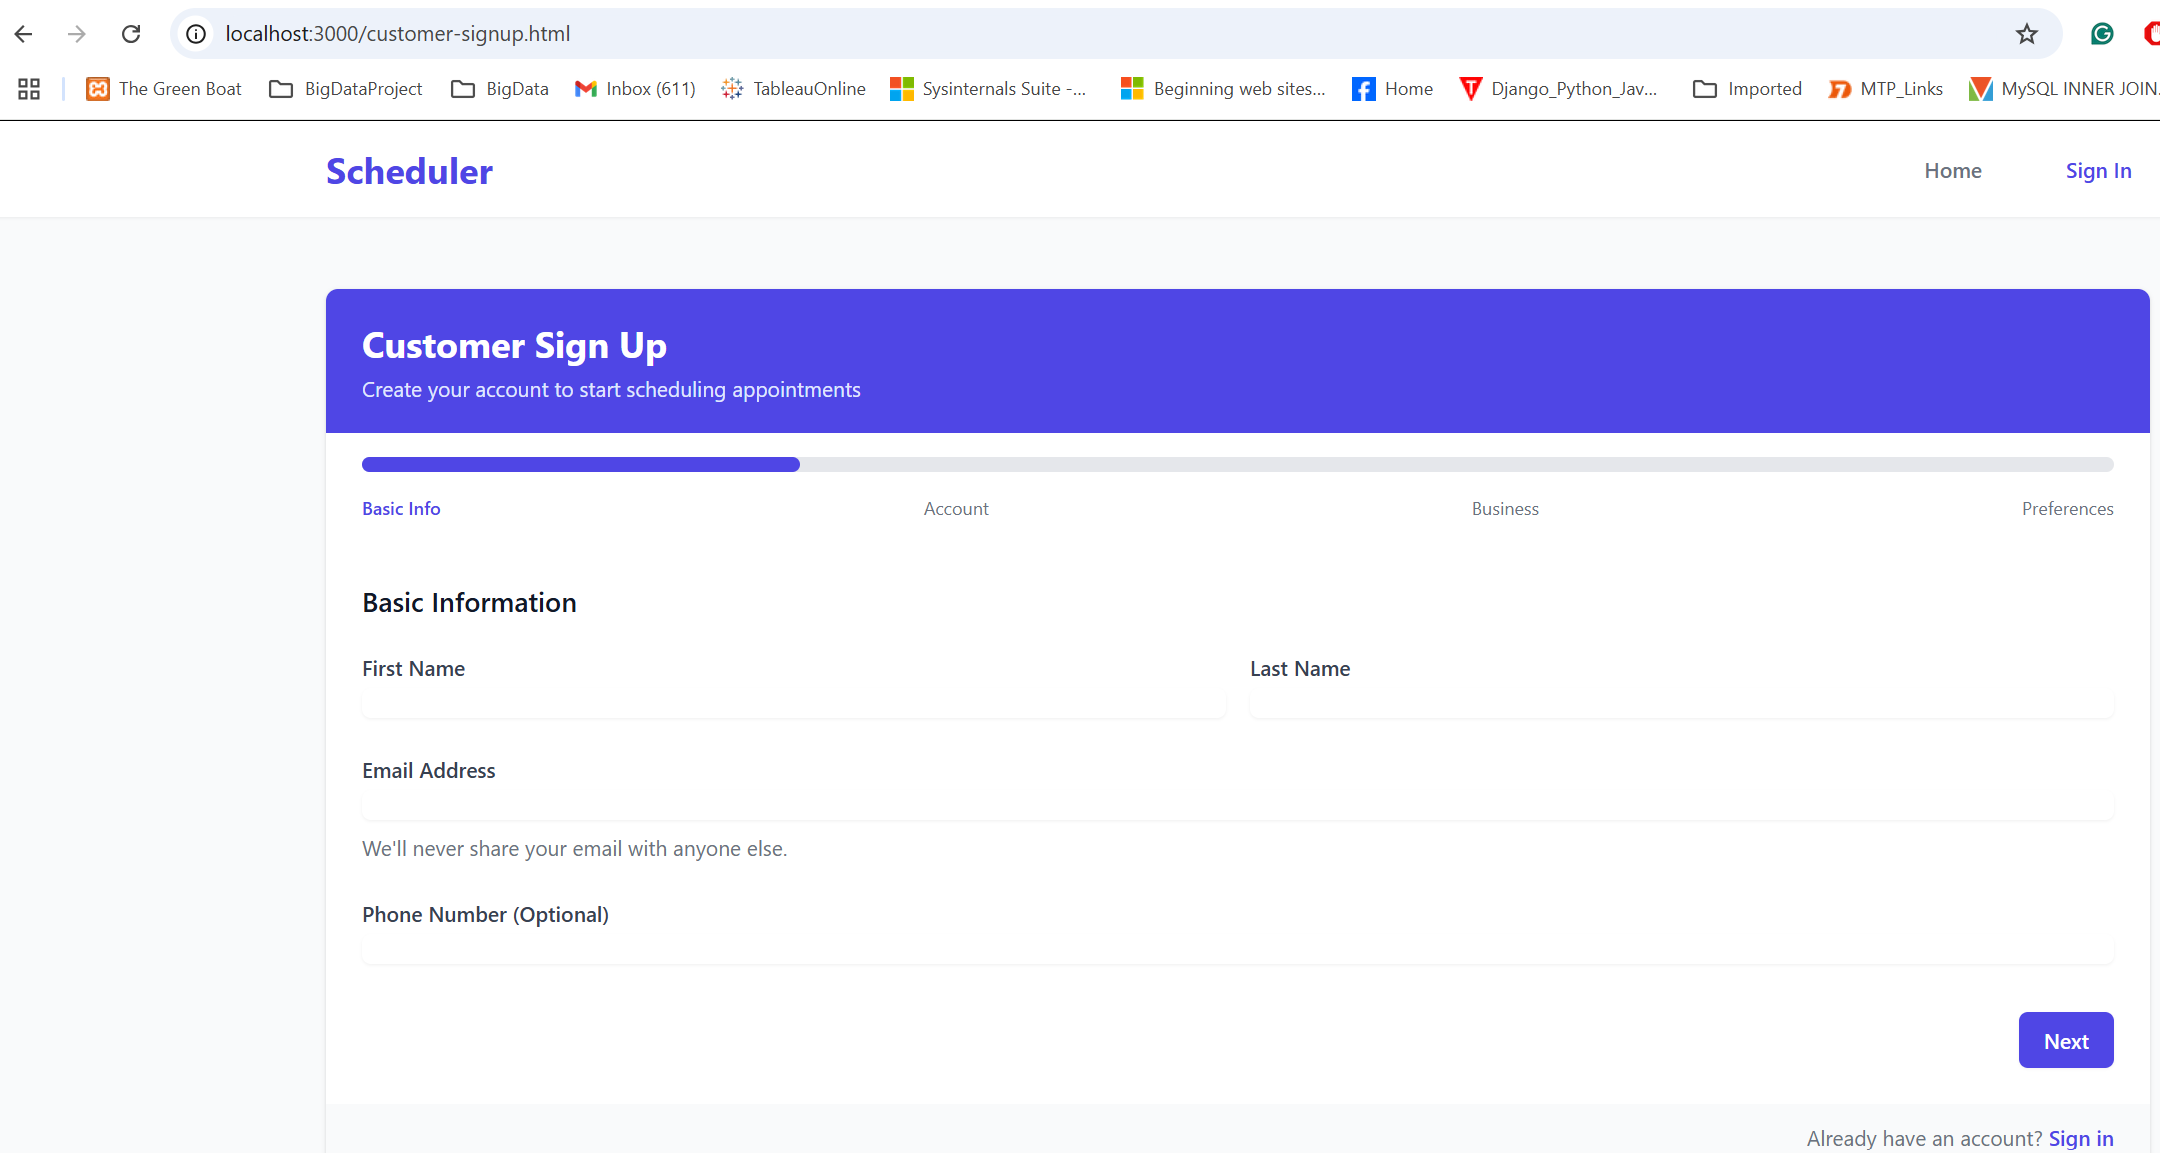 localhost:3000/customer-signup.html
The Green Boat BigDataProject BigData Inbox (611) TableauOnline Sysinternals Suite -... Beginning web sites... Home Django_Python_Jav... Imported MTP_Links MySQL INNER JOIN
Scheduler Home Sign In
Customer Sign Up
Create your account to start scheduling appointments
Basic Info Account Business Preferences
Basic Information
First Name Last Name
Email Address
We'll never share your email with anyone else.
Phone Number (Optional)
Next
Already have an account? Sign in